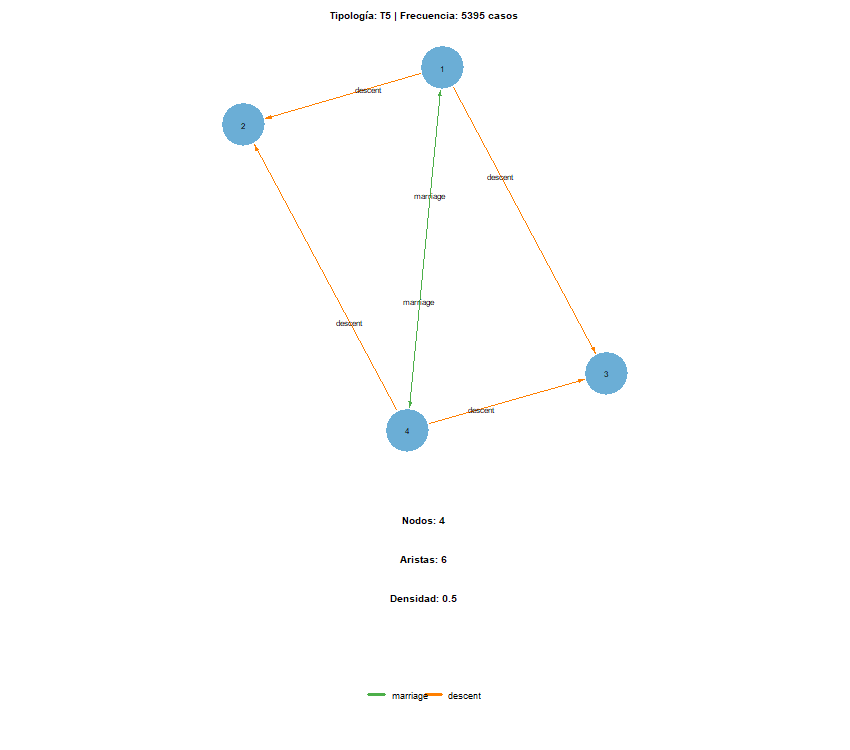 Tipología: T5 | Frecuencia: 5395 casos
1
descent
2
descent
marriage
marriage
descent
3
descent
4
Nodos: 4
Aristas: 6
Densidad: 0.5
marriage descent